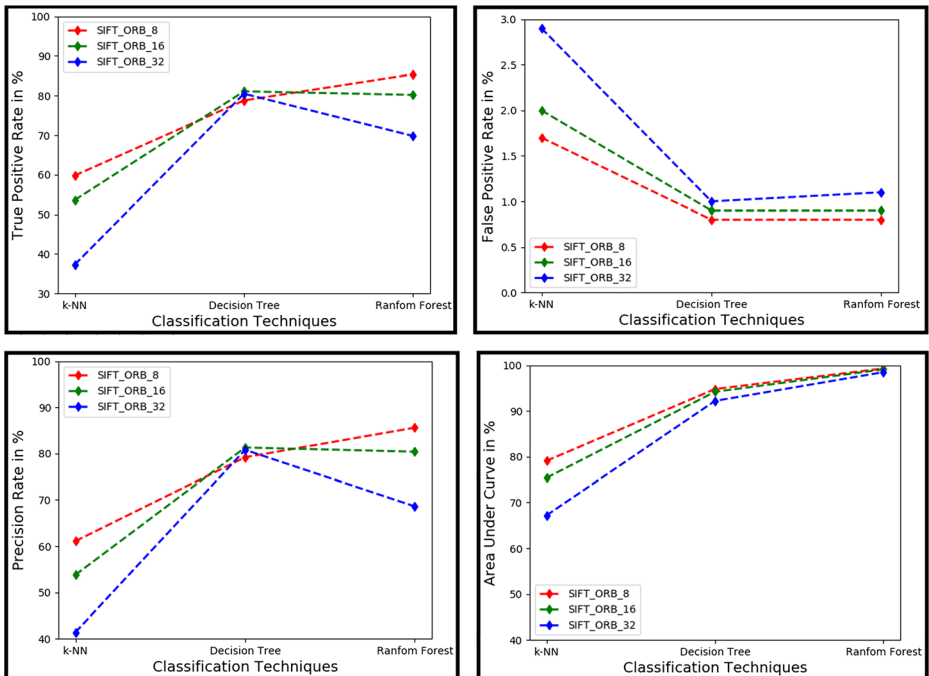 100
90
80
70
60
50
40
30
True Positive Rate in %
SIFT_ORB_8
SIFT_ORB_16
SIFT_ORB_32
k-NN Decision Tree Ranfom Forest
Classification Techniques
3.0
2.5
2.0
1.5
1.0
0.5
0.0
False Positive Rate in %
SIFT_ORB_8
SIFT_ORB_16
SIFT_ORB_32
k-NN Decision Tree Ranfom Forest
Classification Techniques
100
90
80
70
60
50
40
Precision Rate in %
SIFT_ORB_8
SIFT_ORB_16
SIFT_ORB_32
k-NN Decision Tree Ranfom Forest
Classification Techniques
100
90
80
70
60
50
40
Area Under Curve in %
SIFT_ORB_8
SIFT_ORB_16
SIFT_ORB_32
k-NN Decision Tree Ranfom Forest
Classification Techniques